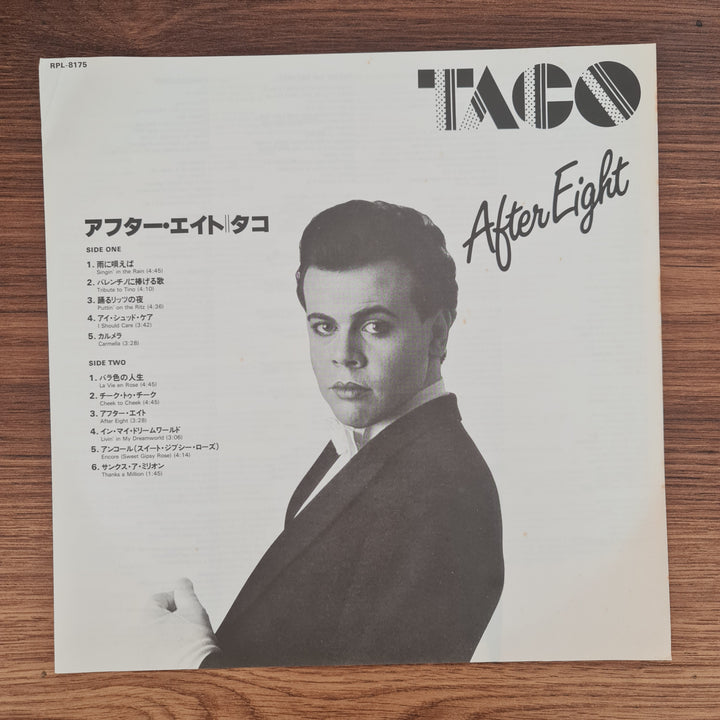 RPL-8175
TACO
After Eight
アフター・エイト||タコ
SIDE ONE
1. 雨に唄えば
Singin' in the Rain (4:45)
2. バレンチノに捧げる歌
Tribute to Tino (4:10)
3. 踊るリッツの夜
Puttin' on the Ritz (4:36)
4. アイ・シュッド・ケア
I Should Care (3:42)
5. カルメラ
Carmella (3:28)
SIDE TWO
1. バラ色の人生
La Vie en Rose (4:45)
2. チーク・トゥ・チーク
Cheek to Cheek (4:45)
3. アフター・エイト
After Eight (3:28)
4. イン・マイ・ドリームワールド
Livin' in My Dreamworld (3:06)
5. アンコール(スイート・ジプシー・ローズ)
Encore (Sweet Gipsy Rose) (4:14)
6. サンクス・ア・ミリオン
Thanks a Million (1:45)